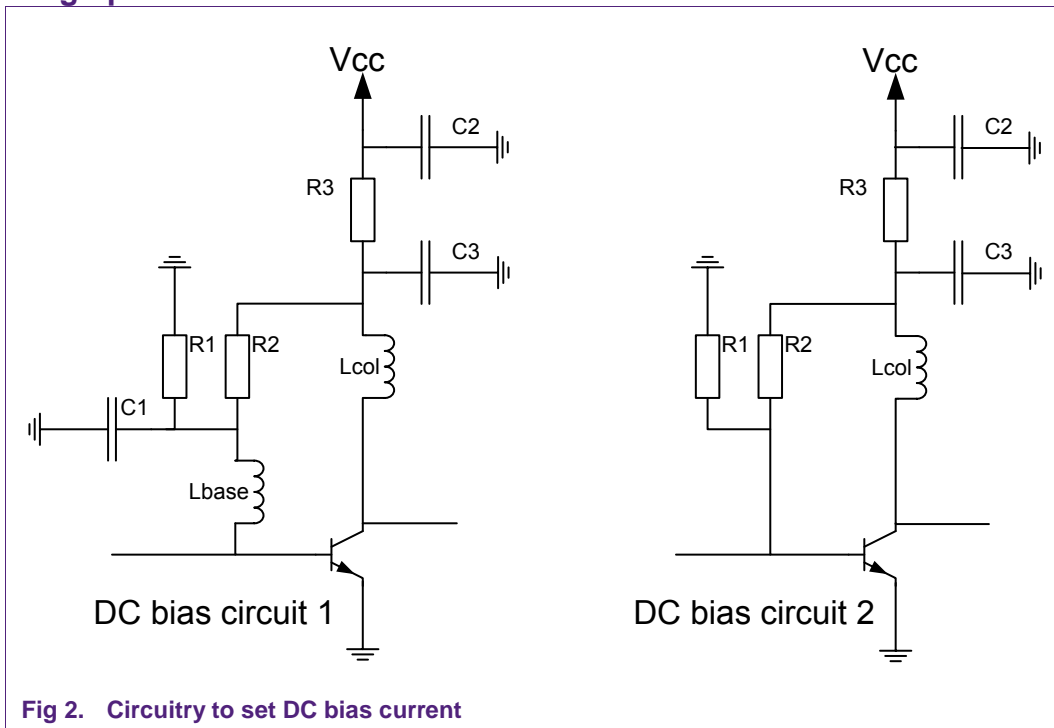 Vcc
C2
R3
C3
R1
R2
Lcol
C1
Lbase
DC bias circuit 1
Vcc
C2
R3
C3
R1
R2
Lcol
DC bias circuit 2
Fig 2. Circuitry to set DC bias current